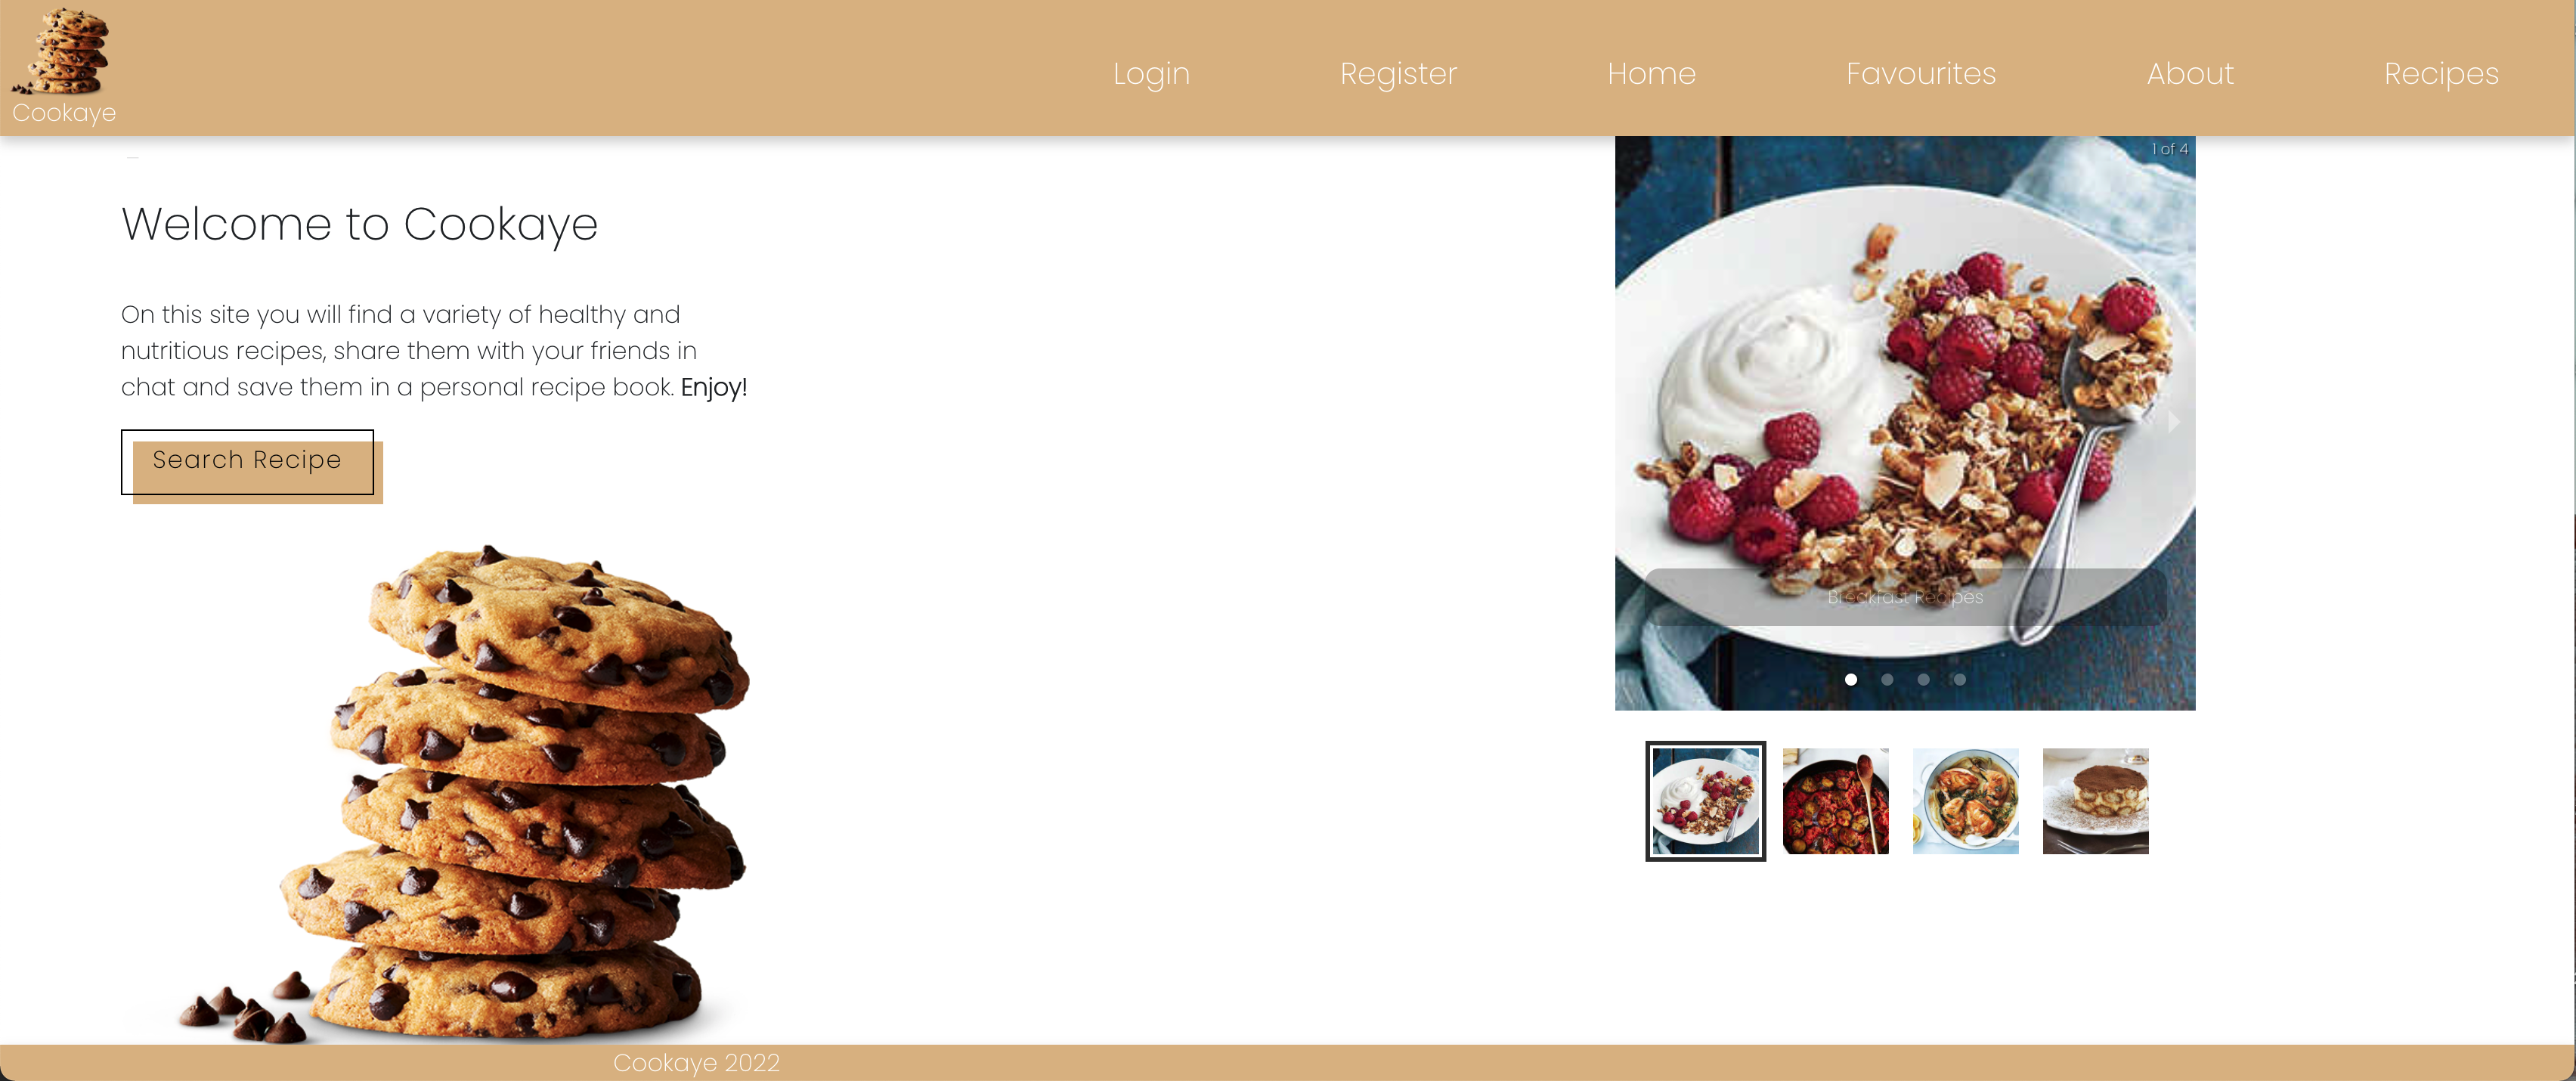 Cookaye
Login
Register
Home
Favourites
About
Recipes
1 of 4
Welcome to Cookaye
On this site you will find a variety of healthy and
nutritious recipes, share them with your friends in
chat and save them in a personal recipe book. Enjoy!
Search Recipe
Breakfast Recipes
Cookaye 2022